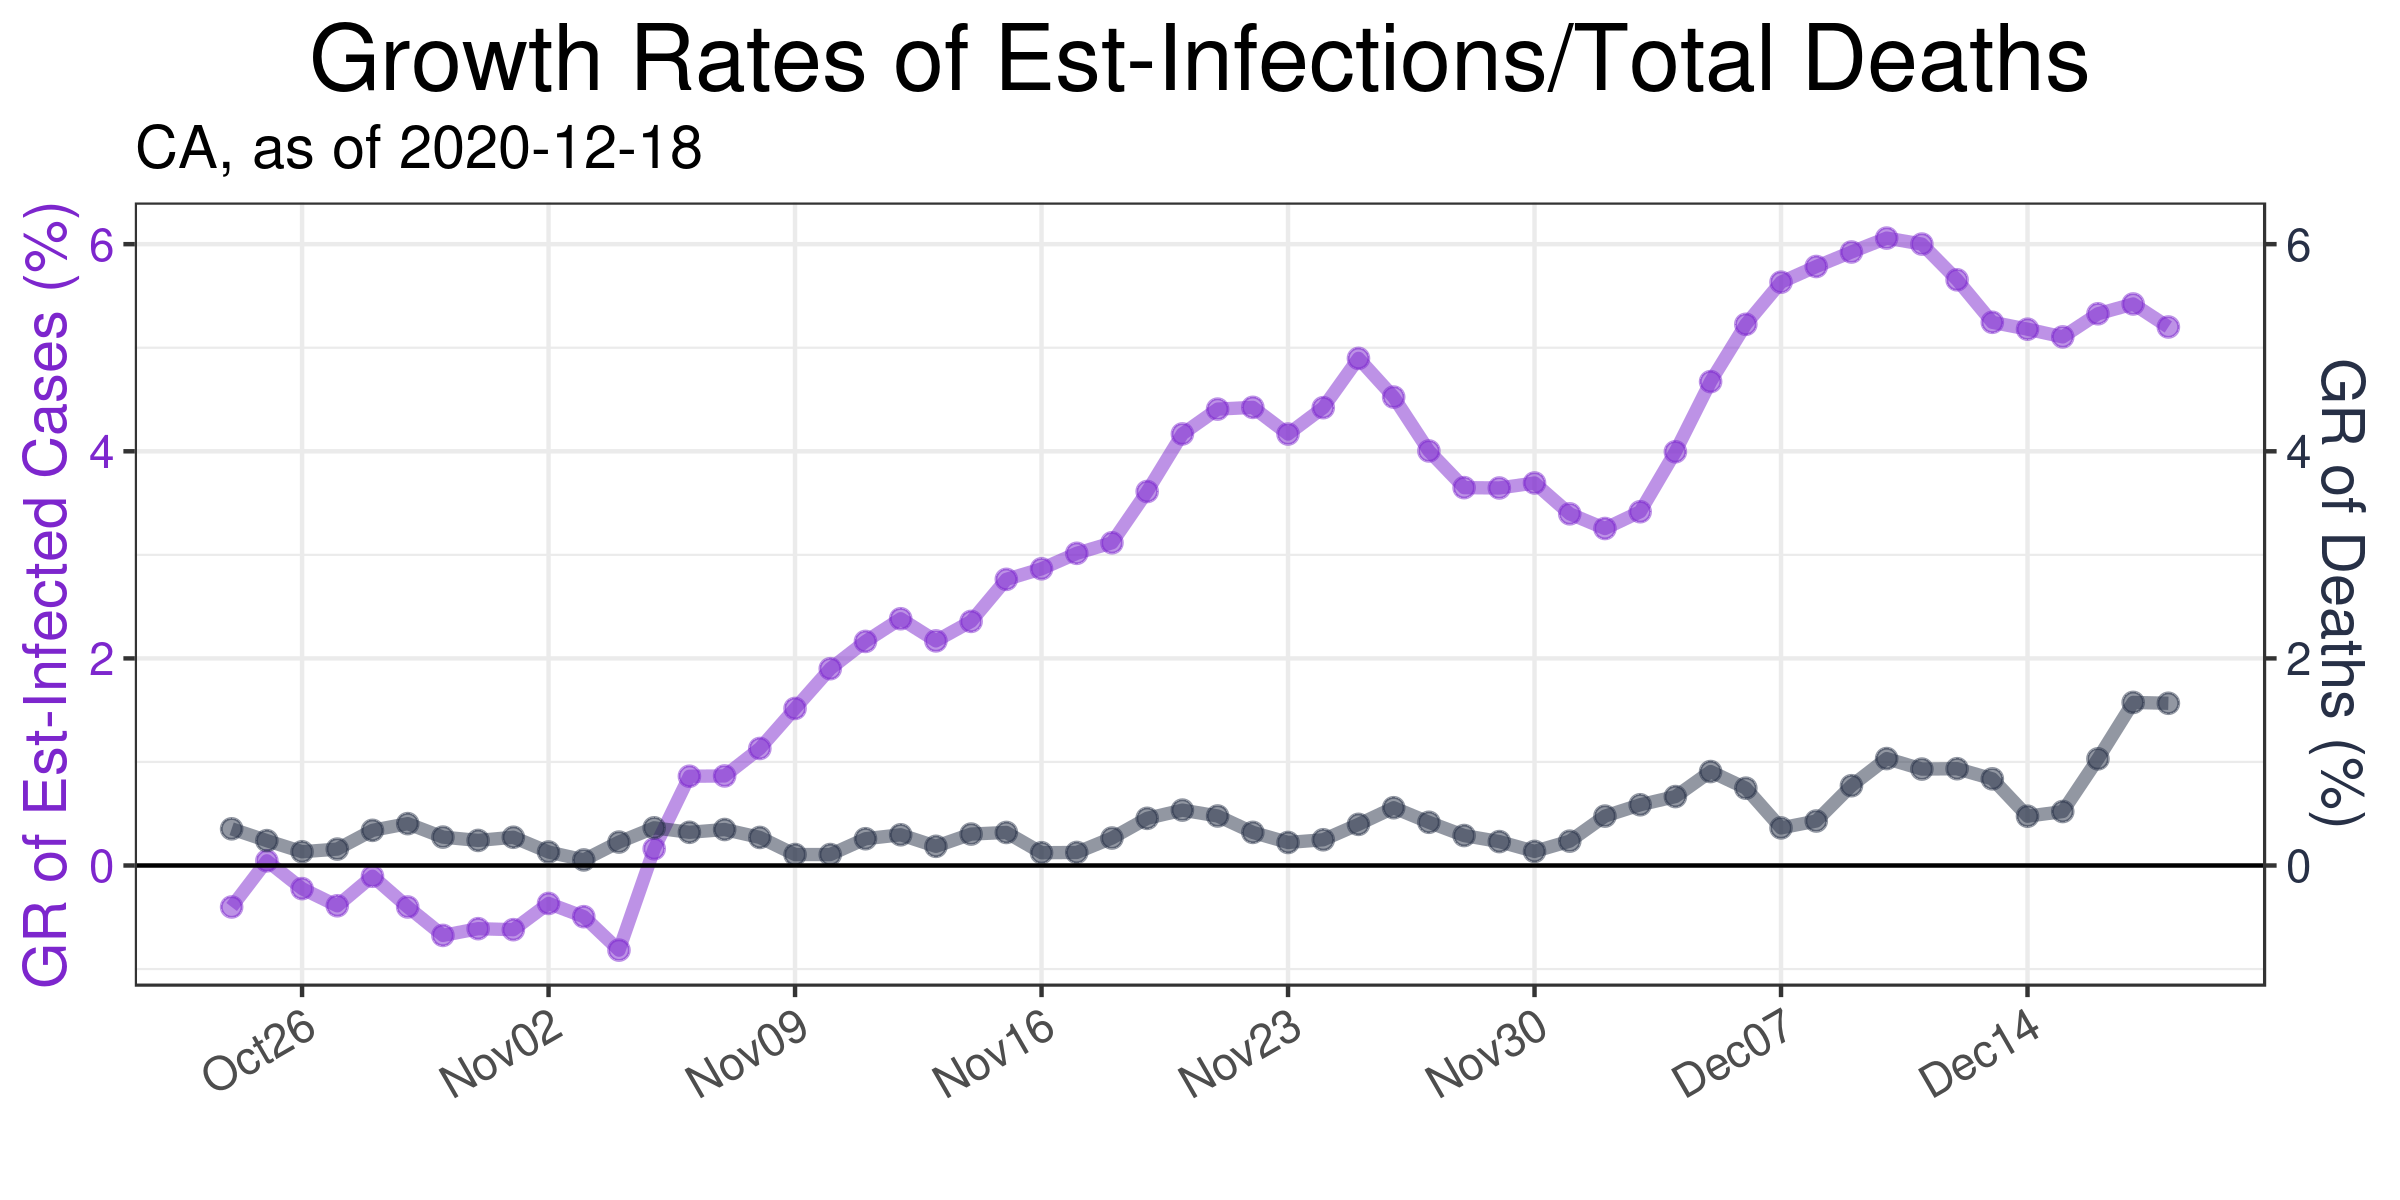 Growth Rates of Est-Infections/Total Deaths
CA, as of 2020-12-18
GR of Est-Infected Cases (%)
6
4
2
0
6
4
2
0
GR of Deaths (%)
Oct26
Nov02
Nov09
Nov16
Nov23
Nov30
Dec07
Dec14